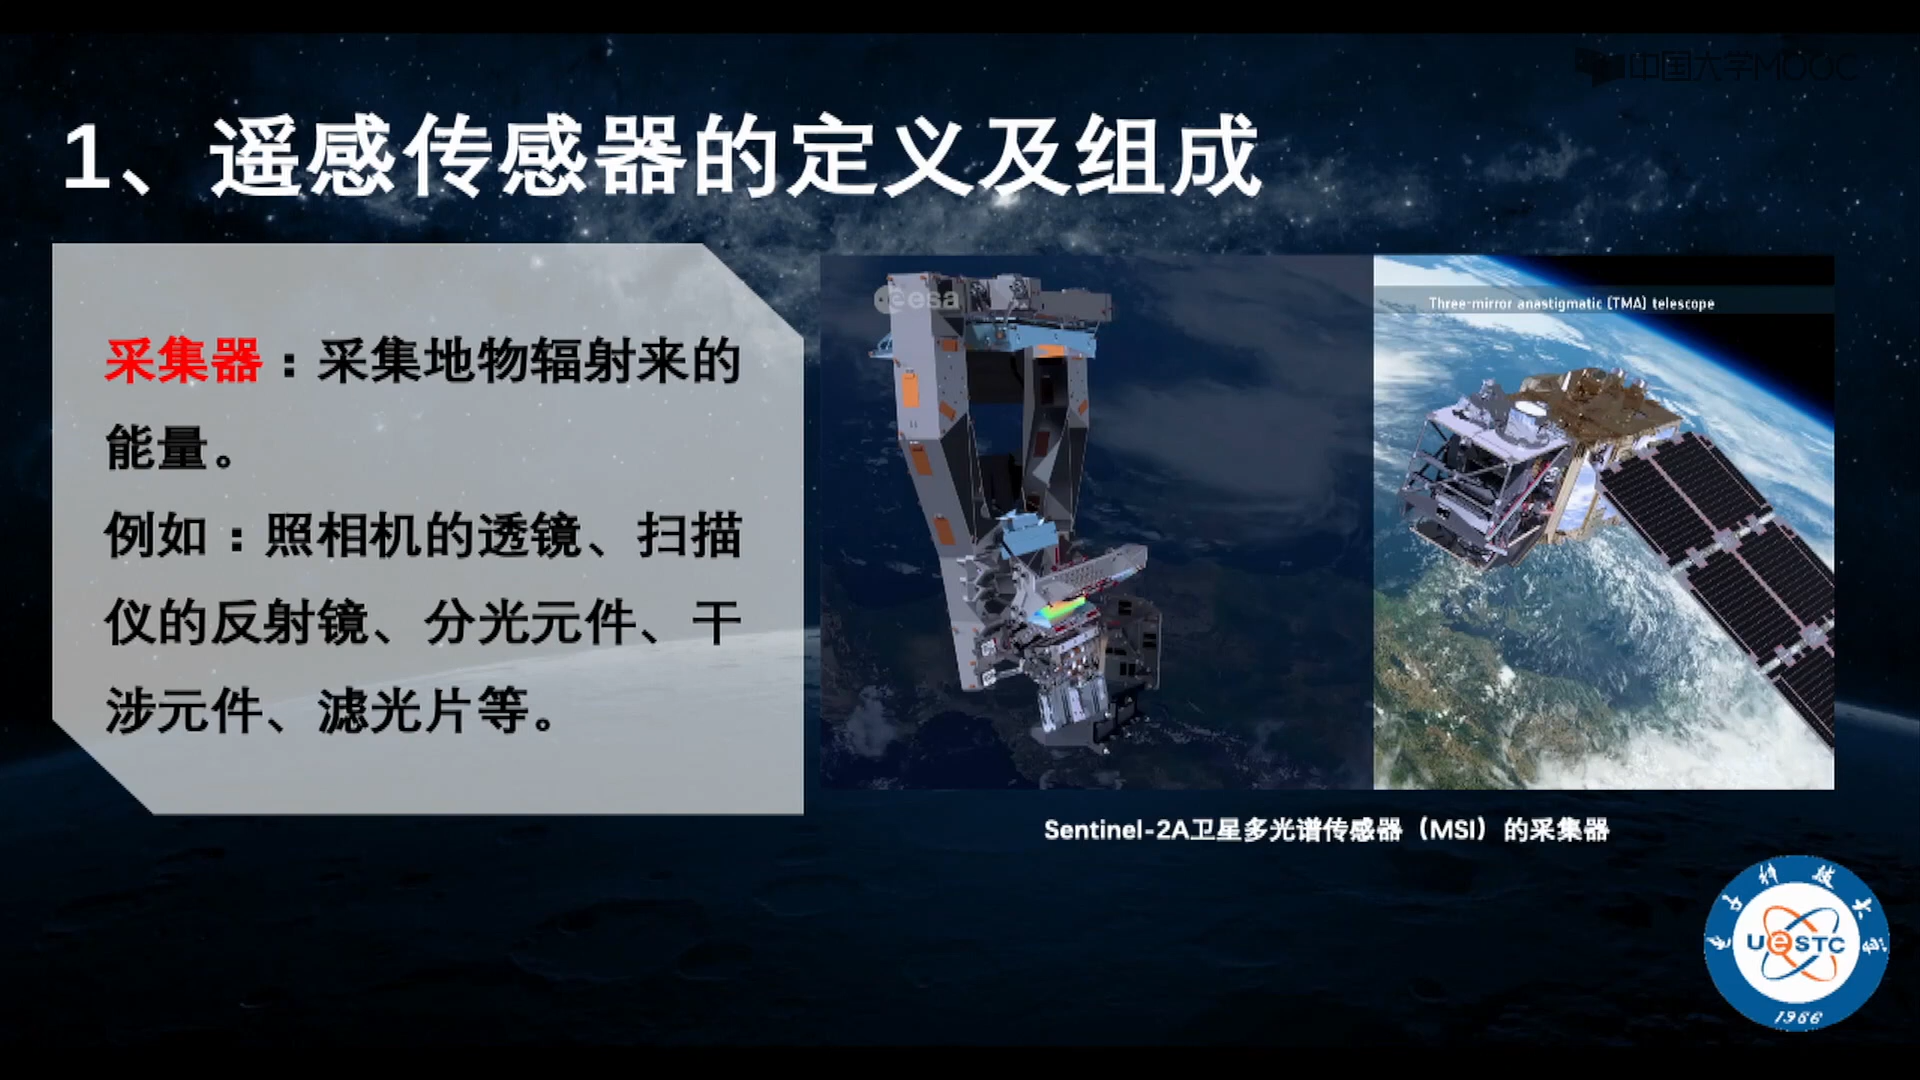 中国大学MOOC
1、遥感传感器的定义及组成
采集器：采集地物辐射来的
能量。
例如：照相机的透镜、扫描
仪的反射镜、分光元件、干
涉元件、滤光片等。
esa
Three-mirror anastigmatic (TMA) telescope
Sentinel-2A卫星多光谱传感器（MSI）的采集器
UeSTC
1966